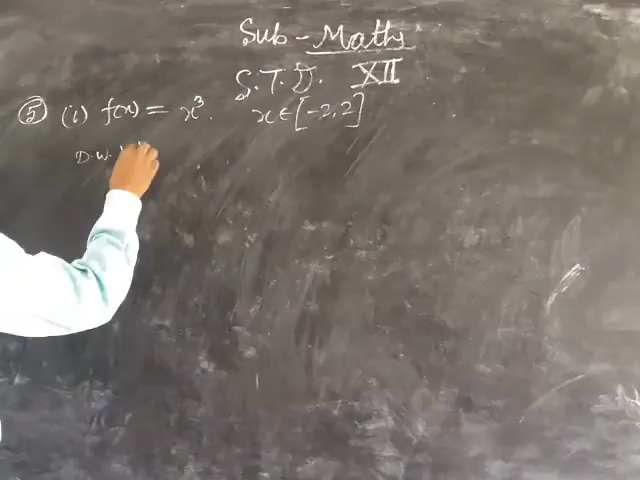 Sub - Maths
S.T.D. XII
⑤ (i) f(x) = x³. x ∈ [-2, 2]
D.W.